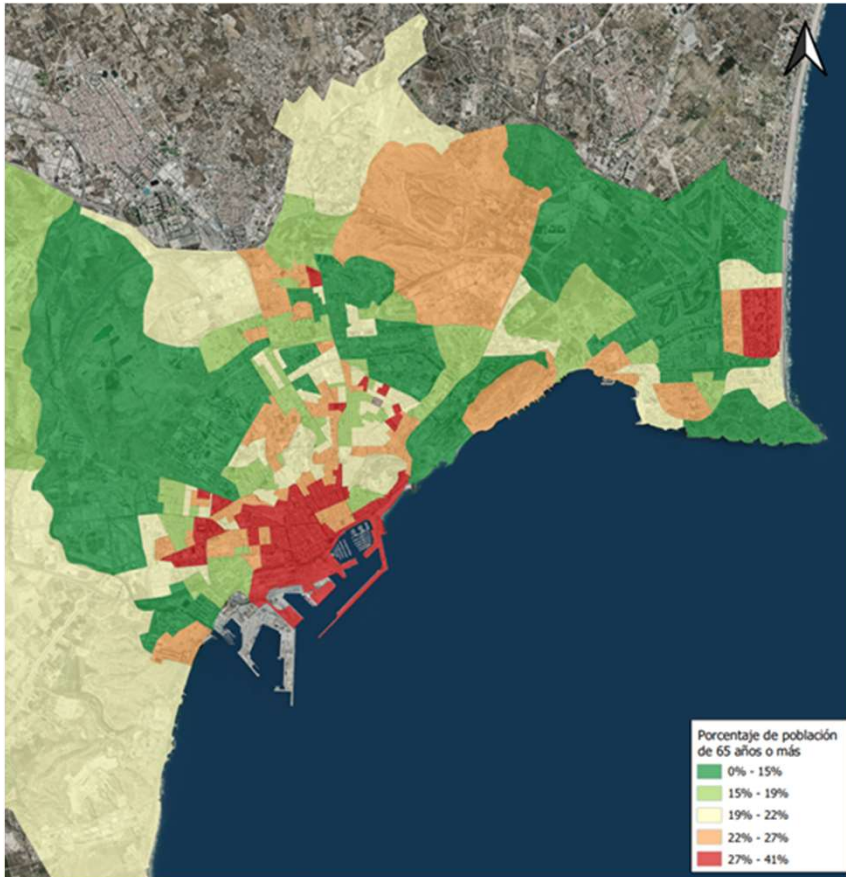 Porcentaje de población
de 65 años o más
0% - 15%
15% - 19%
19% - 22%
22% - 27%
27% - 41%